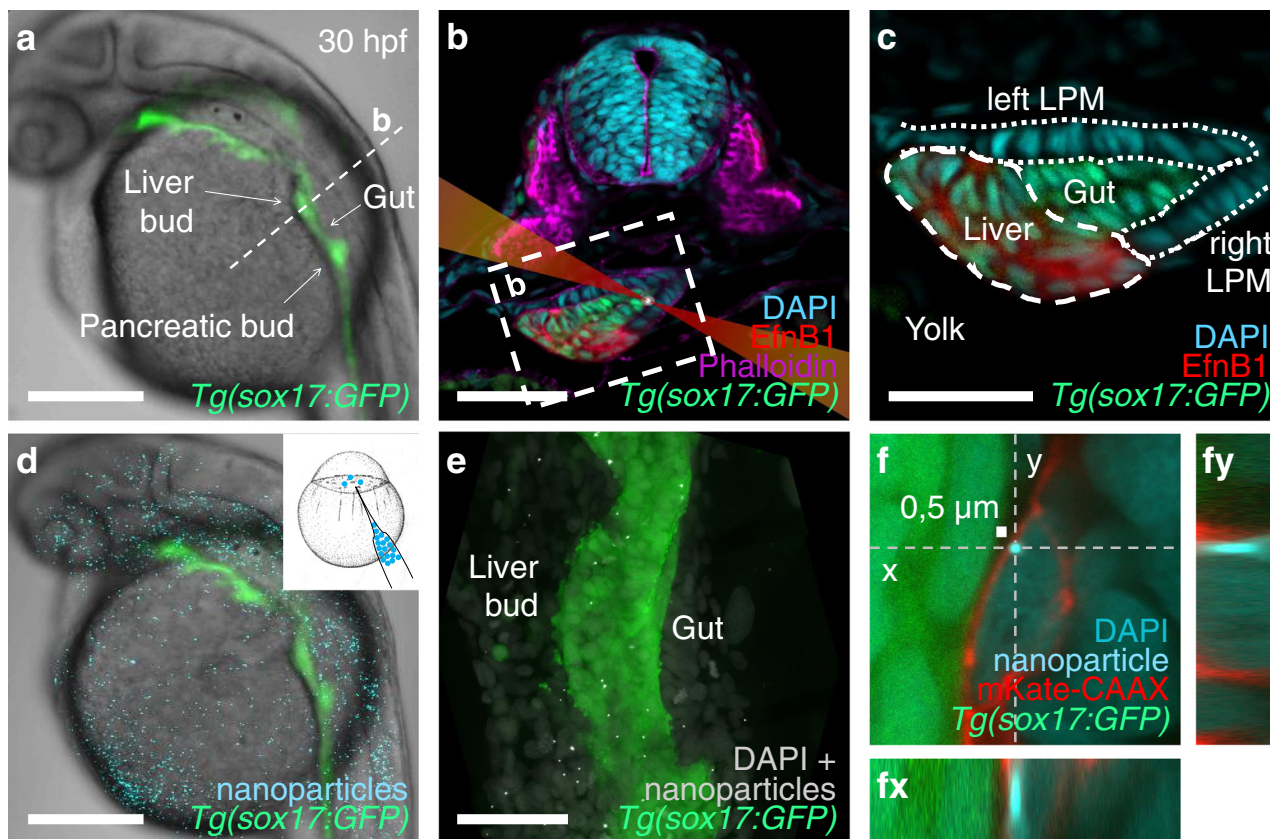 a
30 hpf
b
Liver
bud
Gut
Pancreatic bud
Tg(sox17:GFP)
b
b
DAPI
EfnB1
Phalloidin
Tg(sox17:GFP)
c
left LPM
Gut
Liver
right
LPM
Yolk
DAPI
EfnB1
Tg(sox17:GFP)
d
nanoparticles
Tg(sox17:GFP)
e
Liver
bud
Gut
DAPI +
nanoparticles
Tg(sox17:GFP)
f
y
0,5 µm
x
DAPI
nanoparticle
mKate-CAAX
Tg(sox17:GFP)
fy
fx